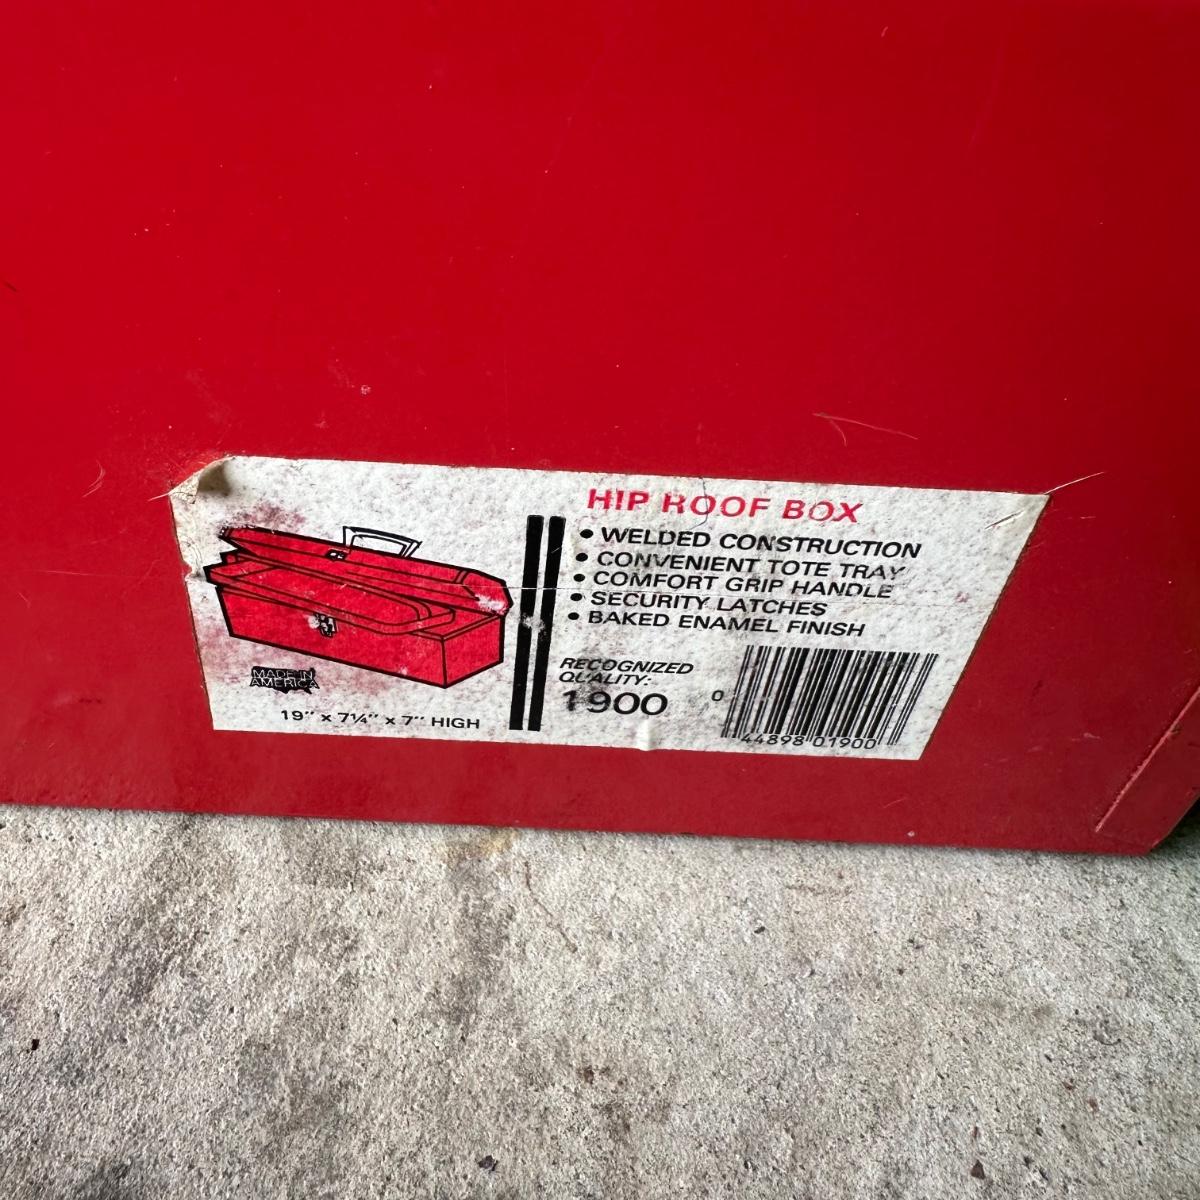 HIP ROOF BOX
• WELDED CONSTRUCTION
• CONVENIENT TOTE TRAY
• COMFORT GRIP HANDLE
• SECURITY LATCHES
• BAKED ENAMEL FINISH
RECOGNIZED
QUALITY:
1900
0 44898 01900
MADE IN
AMERICA
19" x 7¼" x 7" HIGH